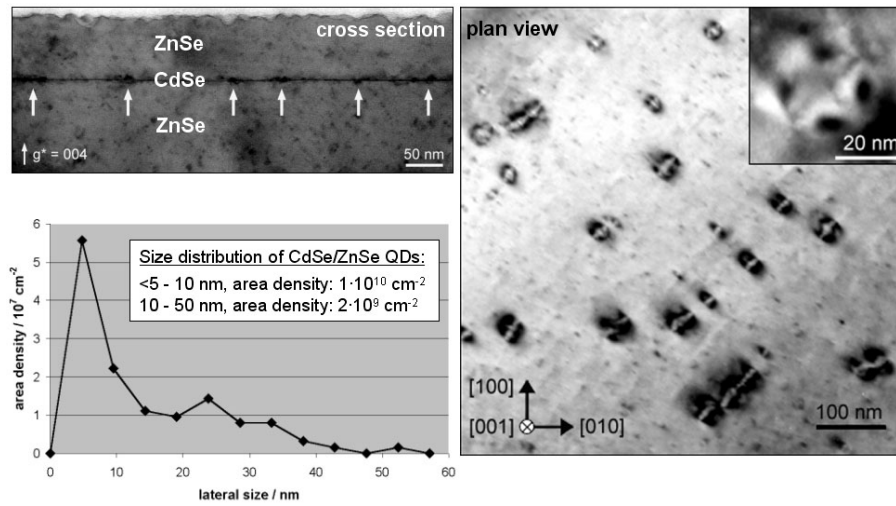 ZnSe
cross section
CdSe
ZnSe
g* = 004
50 nm
plan view
20 nm
[100]
[001]
[010]
100 nm
6
5
4
3
2
1
0
area density / 10⁷ cm⁻²
Size distribution of CdSe/ZnSe QDs:
<5 - 10 nm, area density: 1·10¹⁰ cm⁻²
10 - 50 nm, area density: 2·10⁹ cm⁻²
0 10 20 30 40 50 60
lateral size / nm